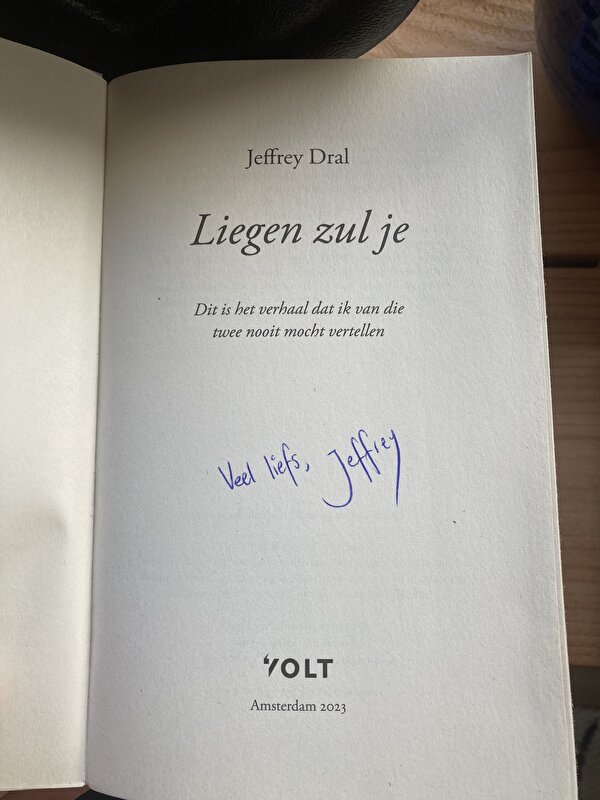 Jeffrey Dral
Liegen zul je
Dit is het verhaal dat ik van die
twee nooit mocht vertellen
Veel liefs, Jeffrey
VOLT
Amsterdam 2023